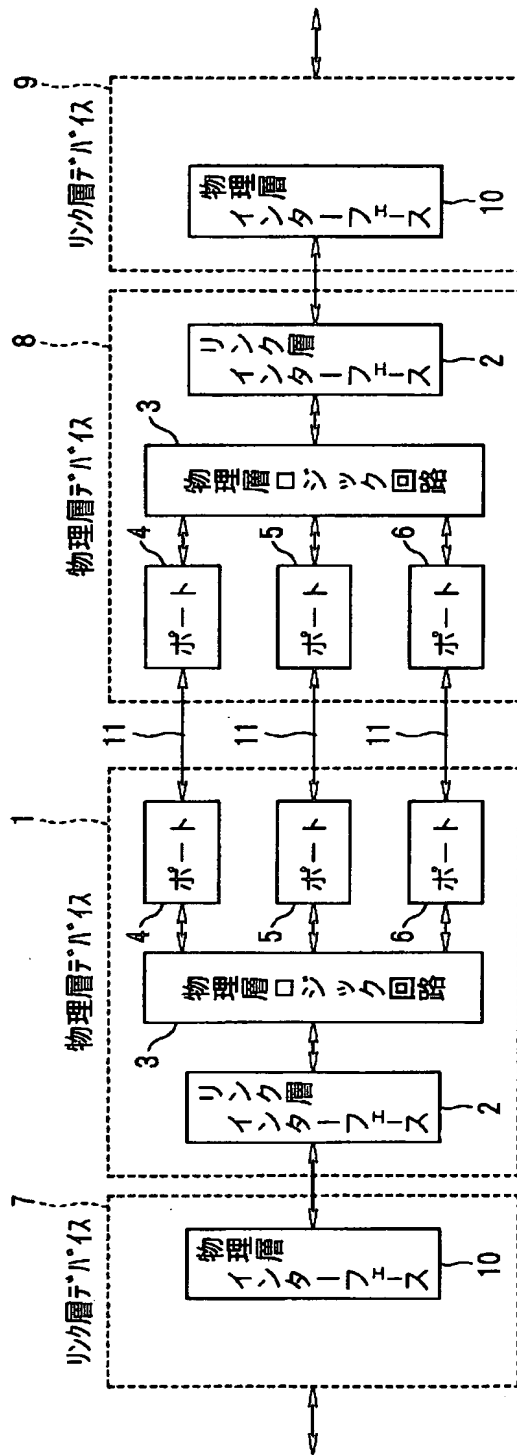 7
リンク層デバイス
物理層
インターフェース
10
1
物理層デバイス
リンク層
インターフェース
2
物理層ロジック回路
3
ポート
4
ポート
5
ポート
6
11
11
11
8
物理層デバイス
ポート
4
ポート
5
ポート
6
物理層ロジック回路
3
リンク層
インターフェース
2
9
リンク層デバイス
物理層
インターフェース
10